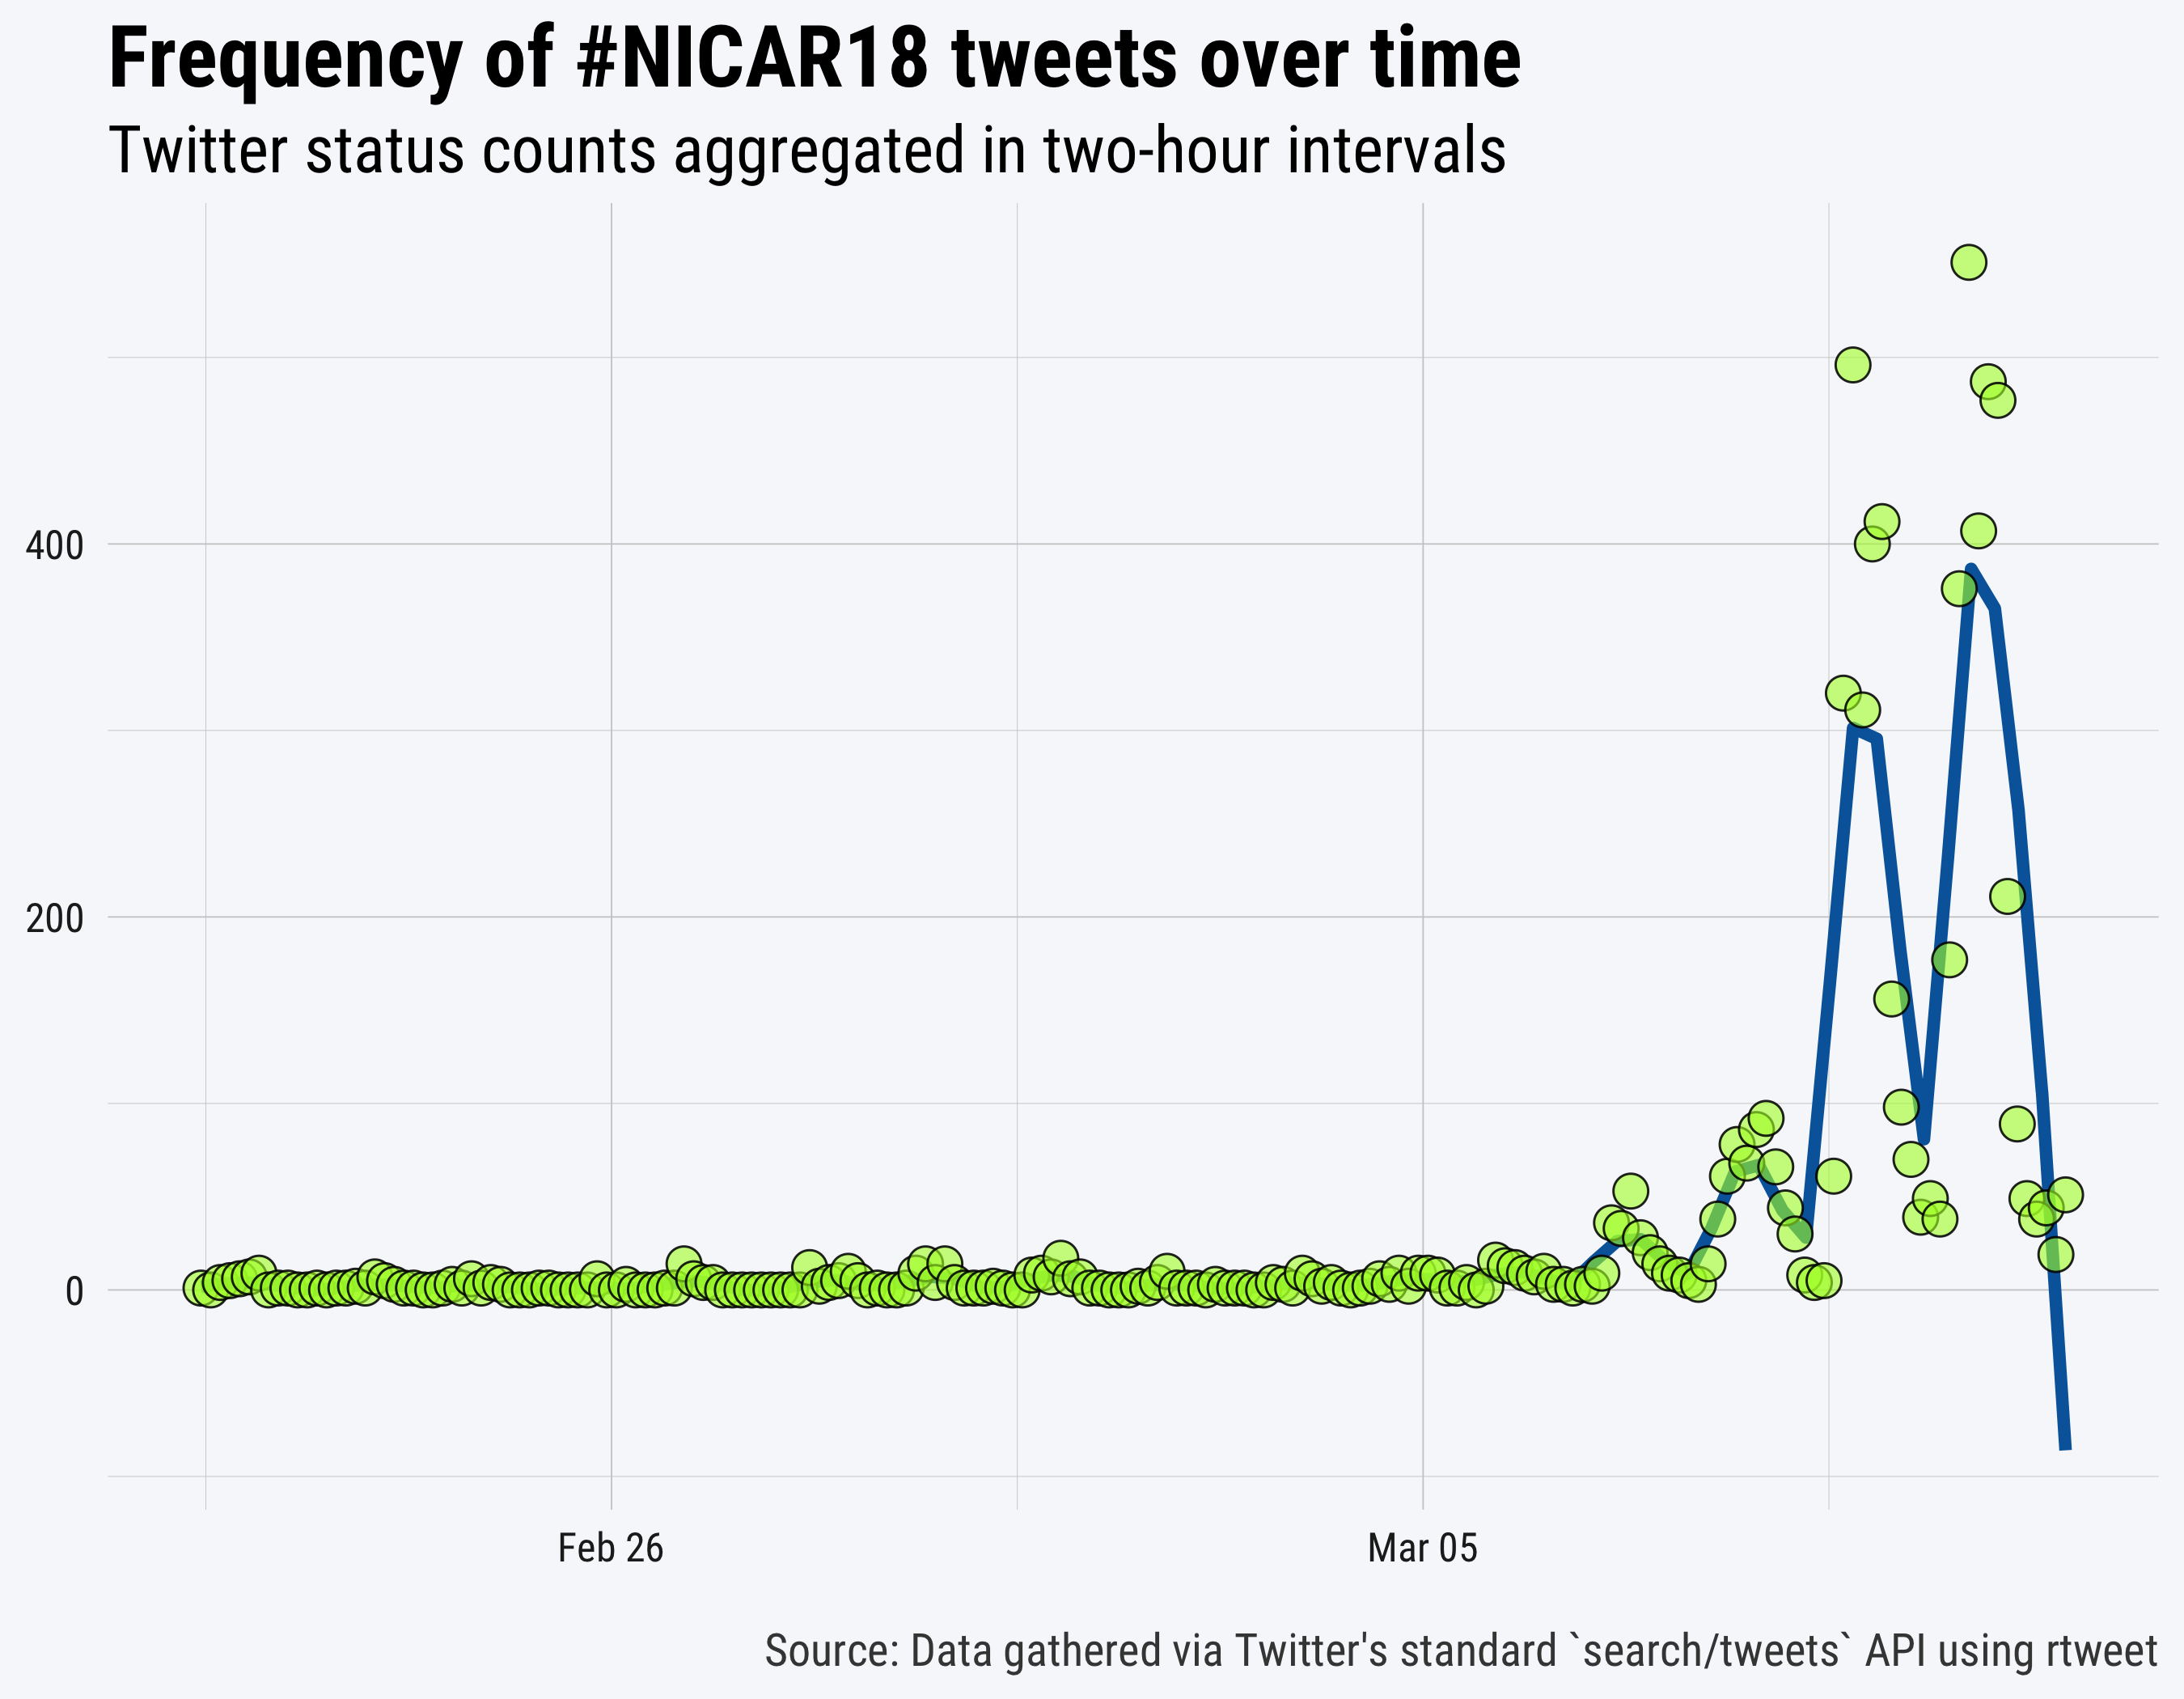 Frequency of #NICAR18 tweets over time
Twitter status counts aggregated in two-hour intervals
400
200
0
Feb 26 Mar 05
Source: Data gathered via Twitter's standard `search/tweets` API using rtweet